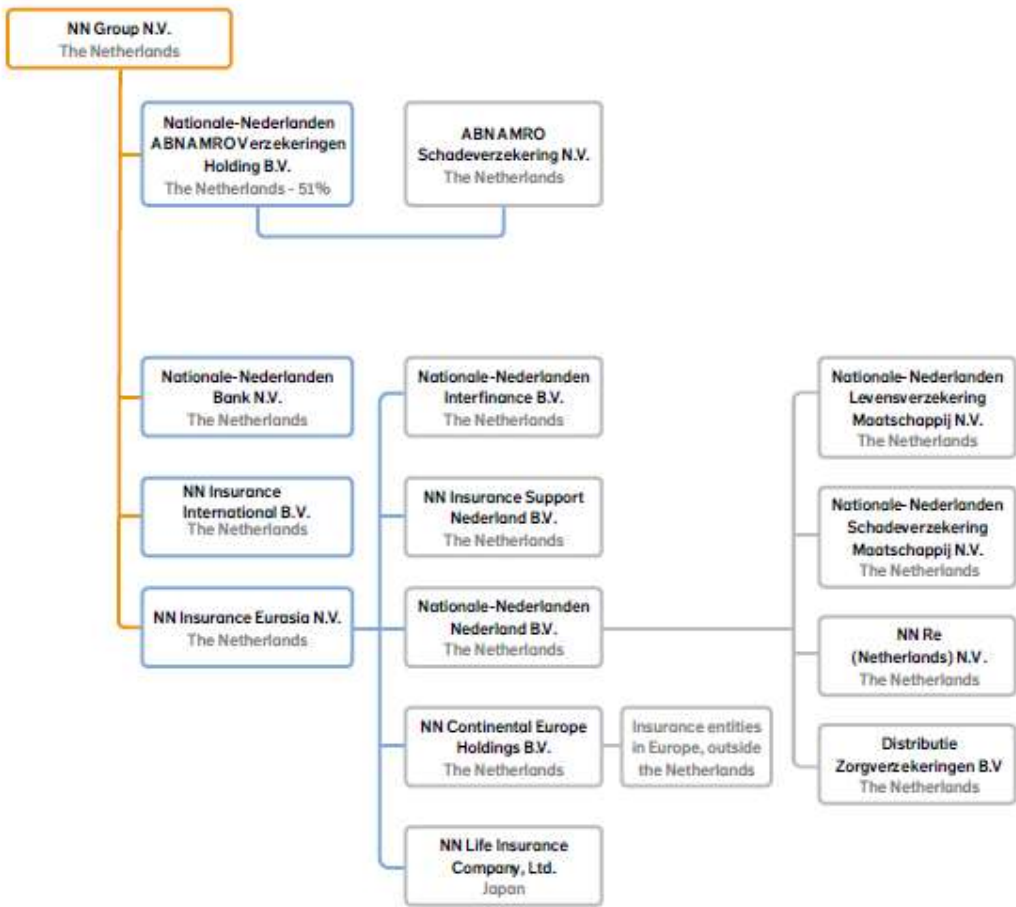 NN Group N.V.
The Netherlands
Nationale-Nederlanden
ABNAMROVerzekeringen
Holding B.V.
The Netherlands - 51%
ABN AMRO
Schadeverzekering N.V.
The Netherlands
Nationale-Nederlanden
Bank N.V.
The Netherlands
NN Insurance
International B.V.
The Netherlands
NN Insurance Eurasia N.V.
The Netherlands
Nationale-Nederlanden
Interfinance B.V.
The Netherlands
NN Insurance Support
Nederland B.V.
The Netherlands
Nationale-Nederlanden
Nederland B.V.
The Netherlands
NN Continental Europe
Holdings B.V.
The Netherlands
Insurance entities
in Europe, outside
the Netherlands
NN Life Insurance
Company, Ltd.
Japan
Nationale-Nederlanden
Levensverzekering
Maatschappij N.V.
The Netherlands
Nationale-Nederlanden
Schadeverzekering
Maatschappij N.V.
The Netherlands
NN Re
(Netherlands) N.V.
The Netherlands
Distributie
Zorgverzekeringen B.V
The Netherlands